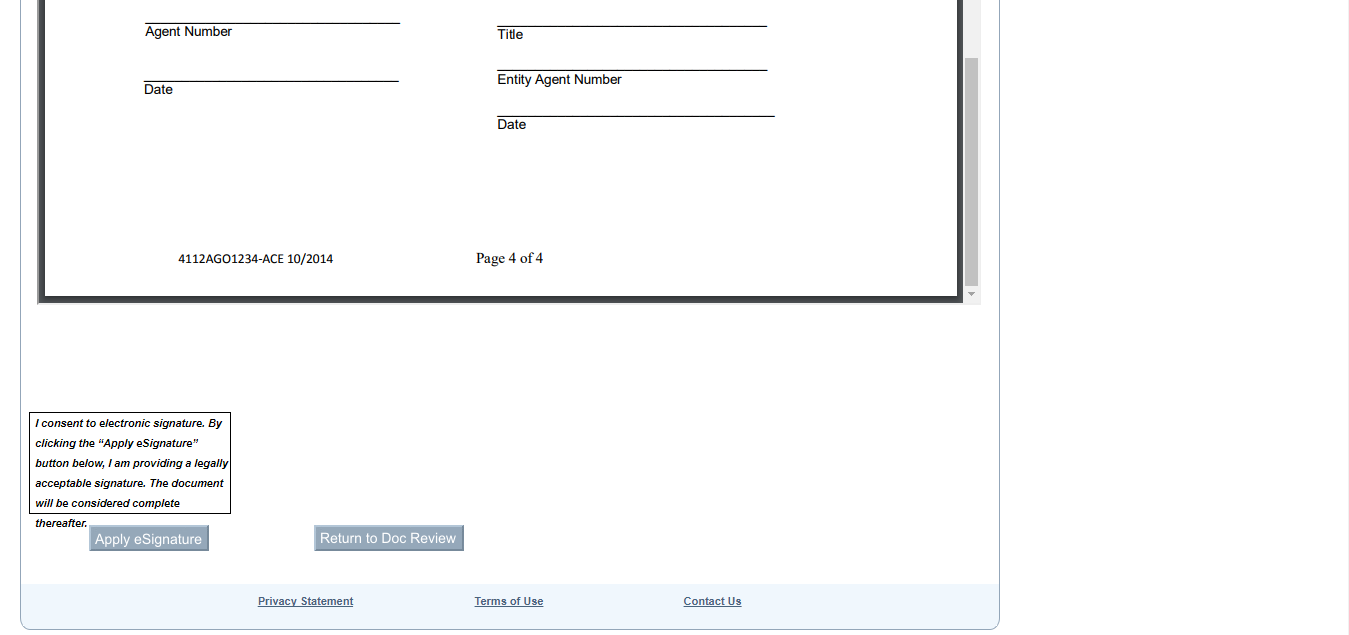 Agent Number
Title
Entity Agent Number
Date
Date
4112AGO1234-ACE 10/2014
Page 4 of 4
I consent to electronic signature. By
clicking the “Apply eSignature”
button below, I am providing a legally
acceptable signature. The document
will be considered complete
thereafter.
Apply eSignature
Return to Doc Review
Privacy Statement
Terms of Use
Contact Us